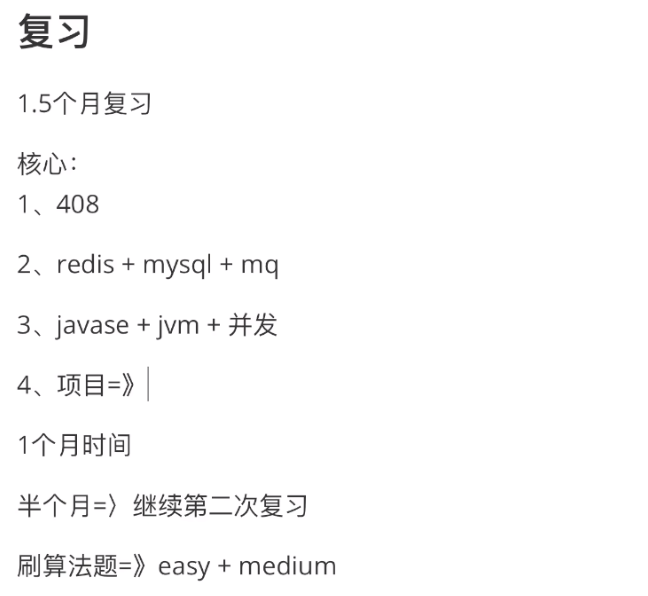 复习
1.5个月复习
核心：
1、408
2、redis + mysql + mq
3、javase + jvm + 并发
4、项目=》
1个月时间
半个月=〉继续第二次复习
刷算法题=》easy + medium